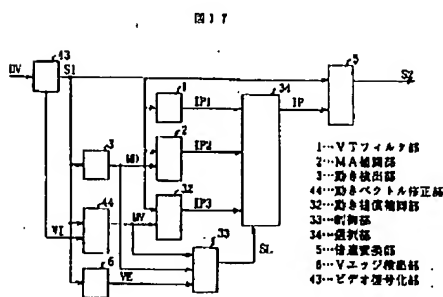 図17
43
DV
S1
5
S2
34
1
IP1
IP
2
3
MD
IP2
44
32
MV
IP3
VI
33
SL
6
VE
1…VTフィルタ部
2…MA補間部
3…動き検出部
44…動きベクトル修正部
32…動き補償補間部
33…制御部
34…選択部
5…倍速変換部
6…Vエッジ検出部
43…ビデオ信号化部